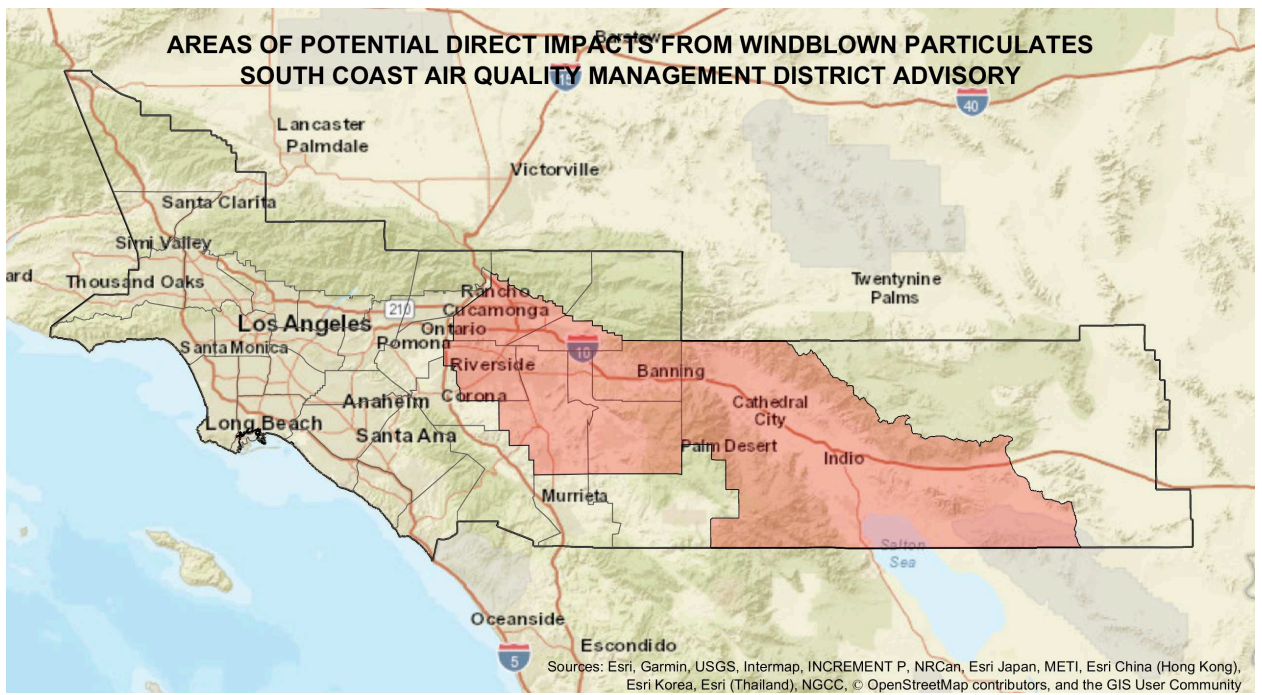 AREAS OF POTENTIAL DIRECT IMPACTS FROM WINDBLOWN PARTICULATES
SOUTH COAST AIR QUALITY MANAGEMENT DISTRICT ADVISORY
Barstow
15
40
Lancaster
Palmdale
Victorville
Santa Clarita
Simi Valley
ard
Thousand Oaks
Twentynine
Palms
Rancho
Cucamonga
210
Los Angeles
Ontario
Pomona
Santa Monica
10
Riverside
Banning
Corona
Anaheim
Cathedral
City
Long Beach
Santa Ana
Palm Desert
Indio
Murrieta
Salton
Sea
Oceanside
Escondido
5
Sources: Esri, Garmin, USGS, Intermap, INCREMENT P, NRCan, Esri Japan, METI, Esri China (Hong Kong),
Esri Korea, Esri (Thailand), NGCC, © OpenStreetMap contributors, and the GIS User Community